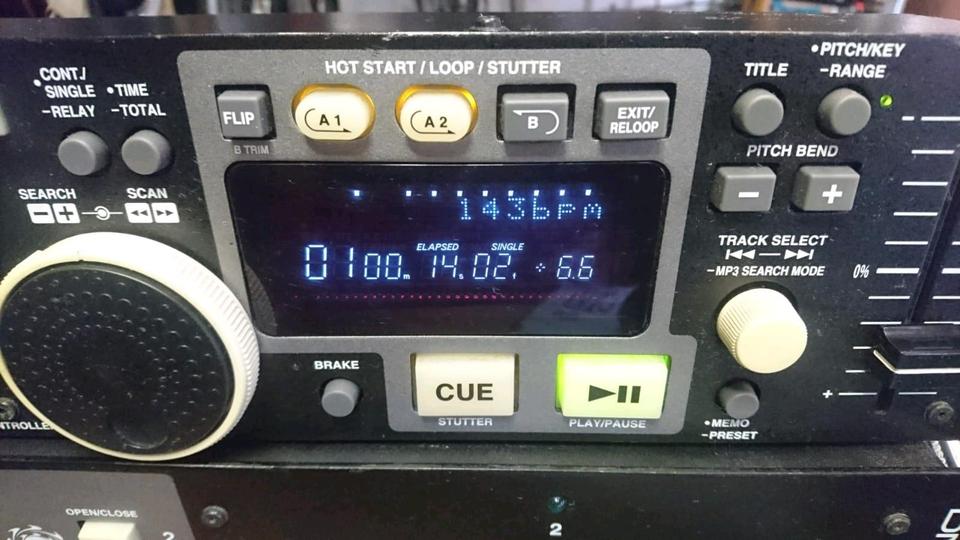 HOT START / LOOP / STUTTER
•PITCH/KEY
–RANGE
TITLE
•CONT./
SINGLE
–RELAY
•TIME
–TOTAL
FLIP
A1
A2
B
EXIT/
RELOOP
B TRIM
PITCH BEND
–
+
SEARCH
SCAN
143bpm
ELAPSED SINGLE
01 00m 14.02f 6.6
TRACK SELECT
–MP3 SEARCH MODE
0%
BRAKE
CUE
STUTTER
PLAY/PAUSE
+
•MEMO
–PRESET
OPEN/CLOSE
2